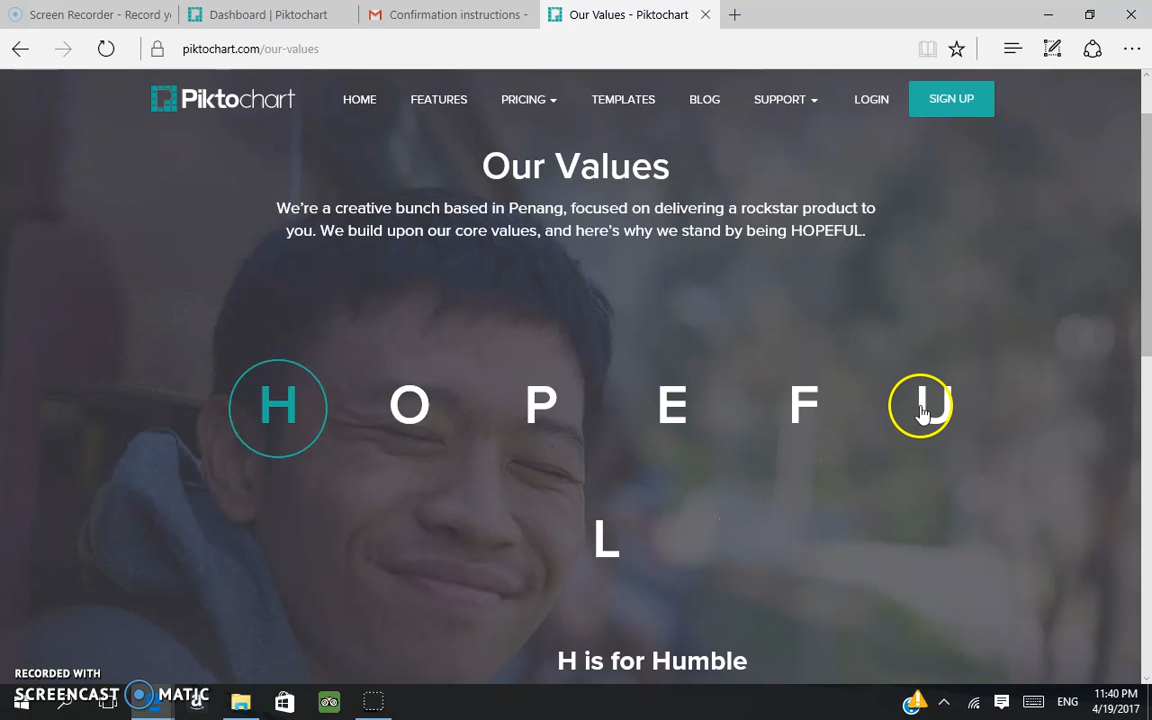 Screen Recorder - Record yo
Dashboard | Piktochart
Confirmation instructions -
Our Values - Piktochart
piktochart.com/our-values
Piktochart
HOME
FEATURES
PRICING
TEMPLATES
BLOG
SUPPORT
LOGIN
SIGN UP
Our Values
We're a creative bunch based in Penang, focused on delivering a rockstar product to
you. We build upon our core values, and here's why we stand by being HOPEFUL.
H O P E F U
L
H is for Humble
RECORDED WITH
SCREENCAST MATIC
a
ENG
11:40 PM
4/19/2017